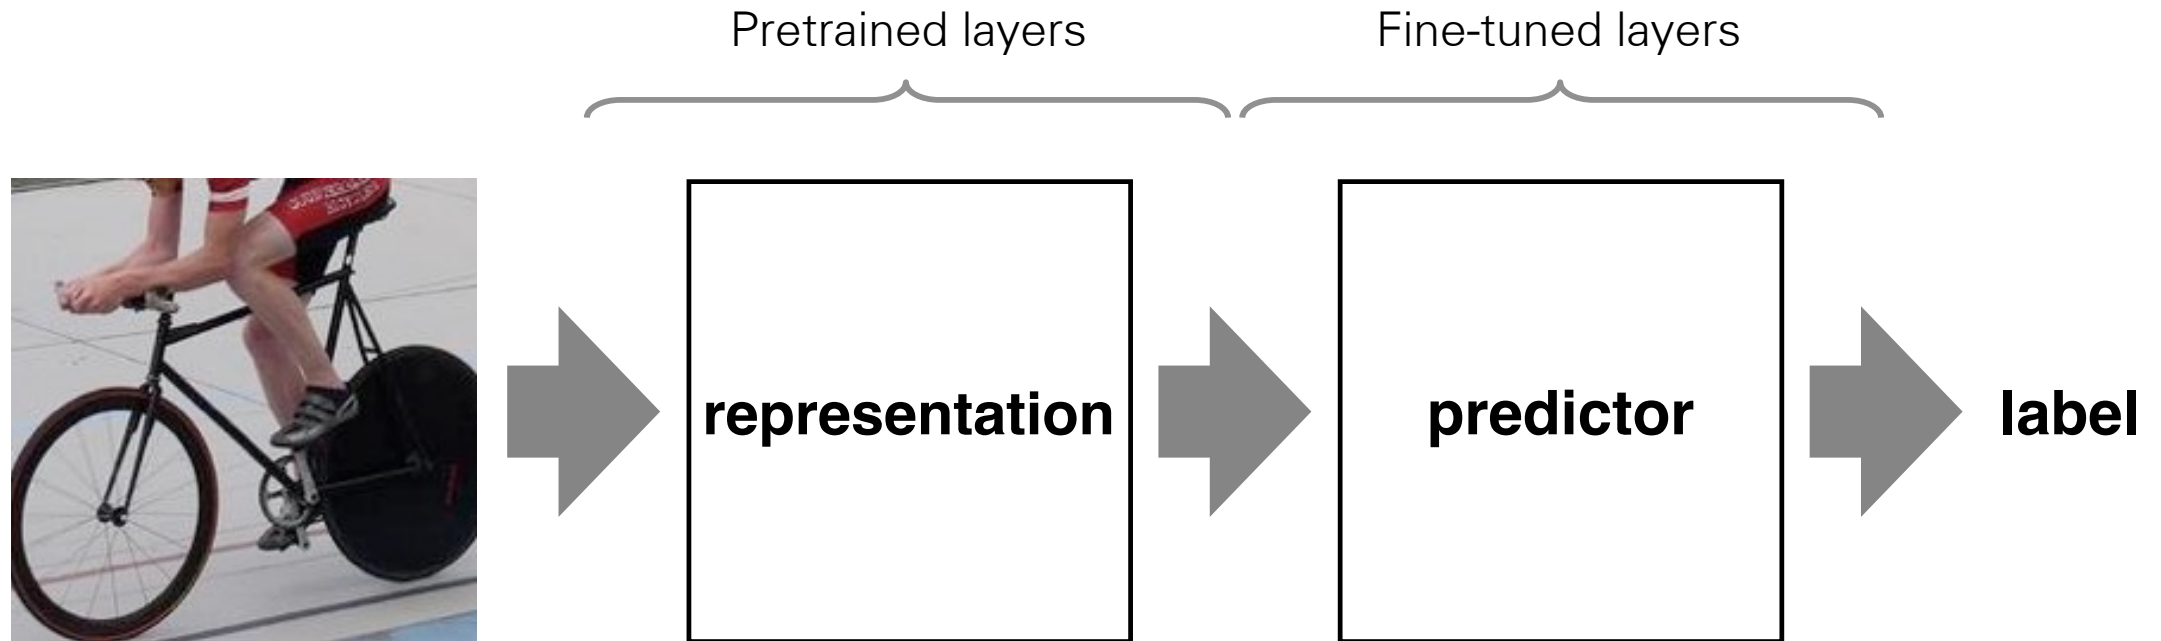 Pretrained layers
Fine-tuned layers
representation
predictor
label